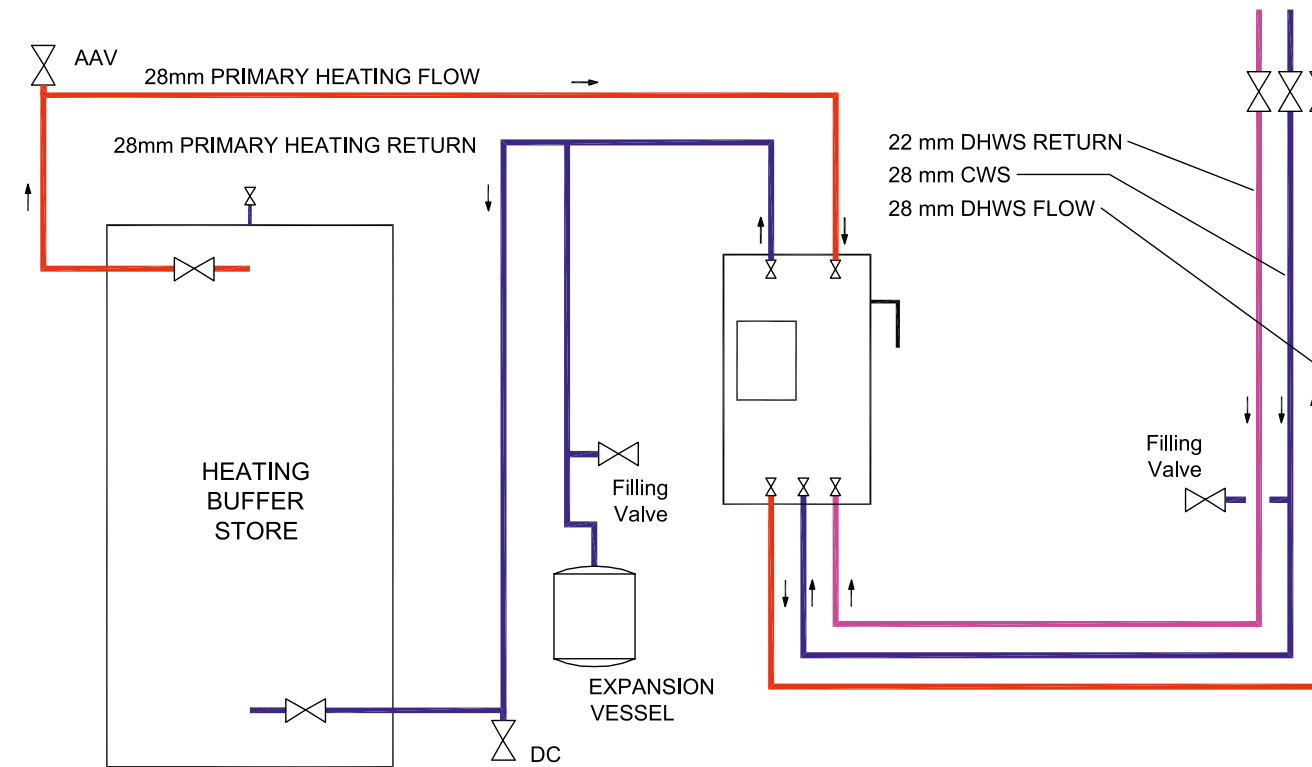 AAV
28mm PRIMARY HEATING FLOW
28mm PRIMARY HEATING RETURN
22 mm DHWS RETURN
28 mm CWS
28 mm DHWS FLOW
HEATING
BUFFER
STORE
Filling
Valve
Filling
Valve
EXPANSION
VESSEL
DC